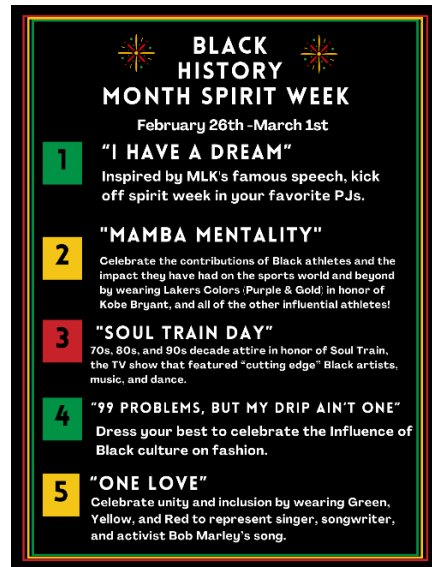 BLACK
HISTORY
MONTH SPIRIT WEEK
February 26th -March 1st
1
"I HAVE A DREAM"
Inspired by MLK's famous speech, kick
off spirit week in your favorite PJs.
2
"MAMBA MENTALITY"
Celebrate the contributions of Black athletes and the
impact they have had on the sports world and beyond
by wearing Lakers Colors (Purple & Gold) in honor of
Kobe Bryant, and all of the other influential athletes!
3
"SOUL TRAIN DAY"
70s, 80s, and 90s decade attire in honor of Soul Train,
the TV show that featured "cutting edge" Black artists,
music, and dance.
4
"99 PROBLEMS, BUT MY DRIP AIN'T ONE"
Dress your best to celebrate the Influence of
Black culture on fashion.
5
"ONE LOVE"
Celebrate unity and inclusion by wearing Green,
Yellow, and Red to represent singer, songwriter,
and activist Bob Marley's song.